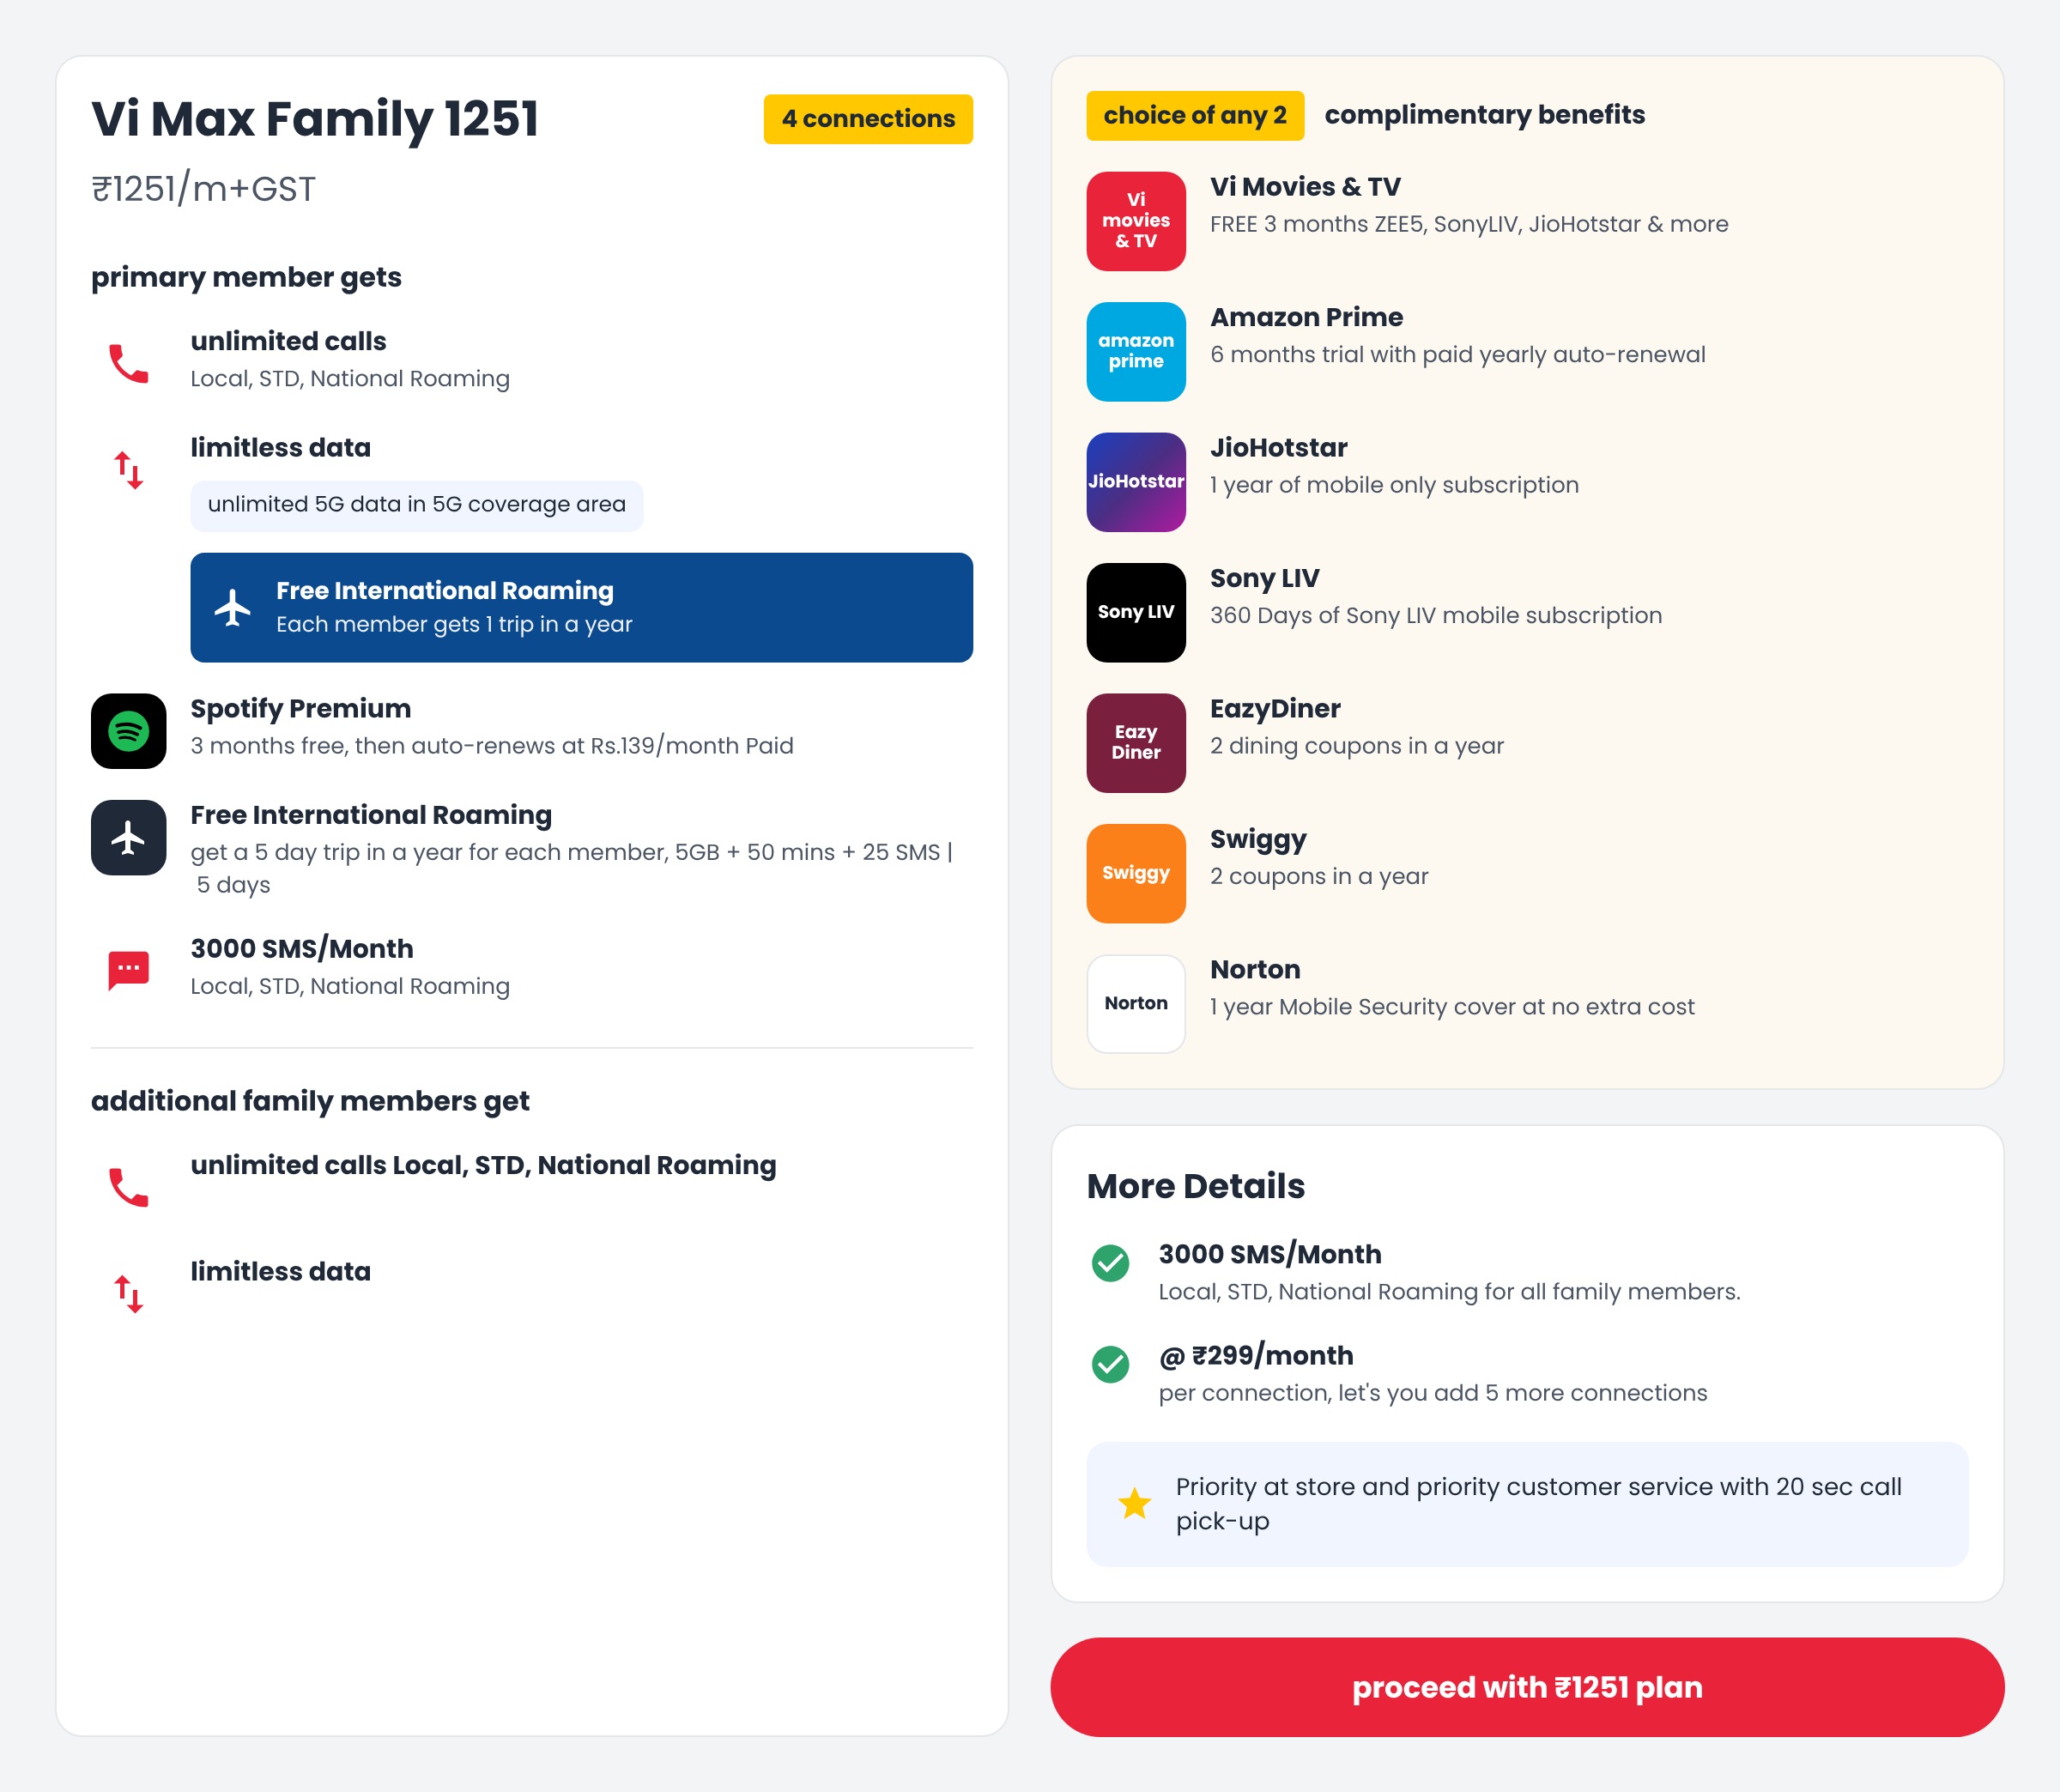 Vi Max Family 1251
4 connections
₹1251/m+GST
primary member gets
unlimited calls
Local, STD, National Roaming
limitless data
unlimited 5G data in 5G coverage area
Free International Roaming
Each member gets 1 trip in a year
Spotify Premium
3 months free, then auto-renews at Rs.139/month Paid
Free International Roaming
get a 5 day trip in a year for each member, 5GB + 50 mins + 25 SMS |
5 days
3000 SMS/Month
Local, STD, National Roaming
additional family members get
unlimited calls Local, STD, National Roaming
limitless data
choice of any 2 complimentary benefits
Vi
movies
& TV
Vi Movies & TV
FREE 3 months ZEE5, SonyLIV, JioHotstar & more
amazon
prime
Amazon Prime
6 months trial with paid yearly auto-renewal
JioHotstar
JioHotstar
1 year of mobile only subscription
Sony LIV
Sony LIV
360 Days of Sony LIV mobile subscription
Eazy
Diner
EazyDiner
2 dining coupons in a year
Swiggy
Swiggy
2 coupons in a year
Norton
Norton
1 year Mobile Security cover at no extra cost
More Details
3000 SMS/Month
Local, STD, National Roaming for all family members.
@ ₹299/month
per connection, let's you add 5 more connections
Priority at store and priority customer service with 20 sec call
pick-up
proceed with ₹1251 plan